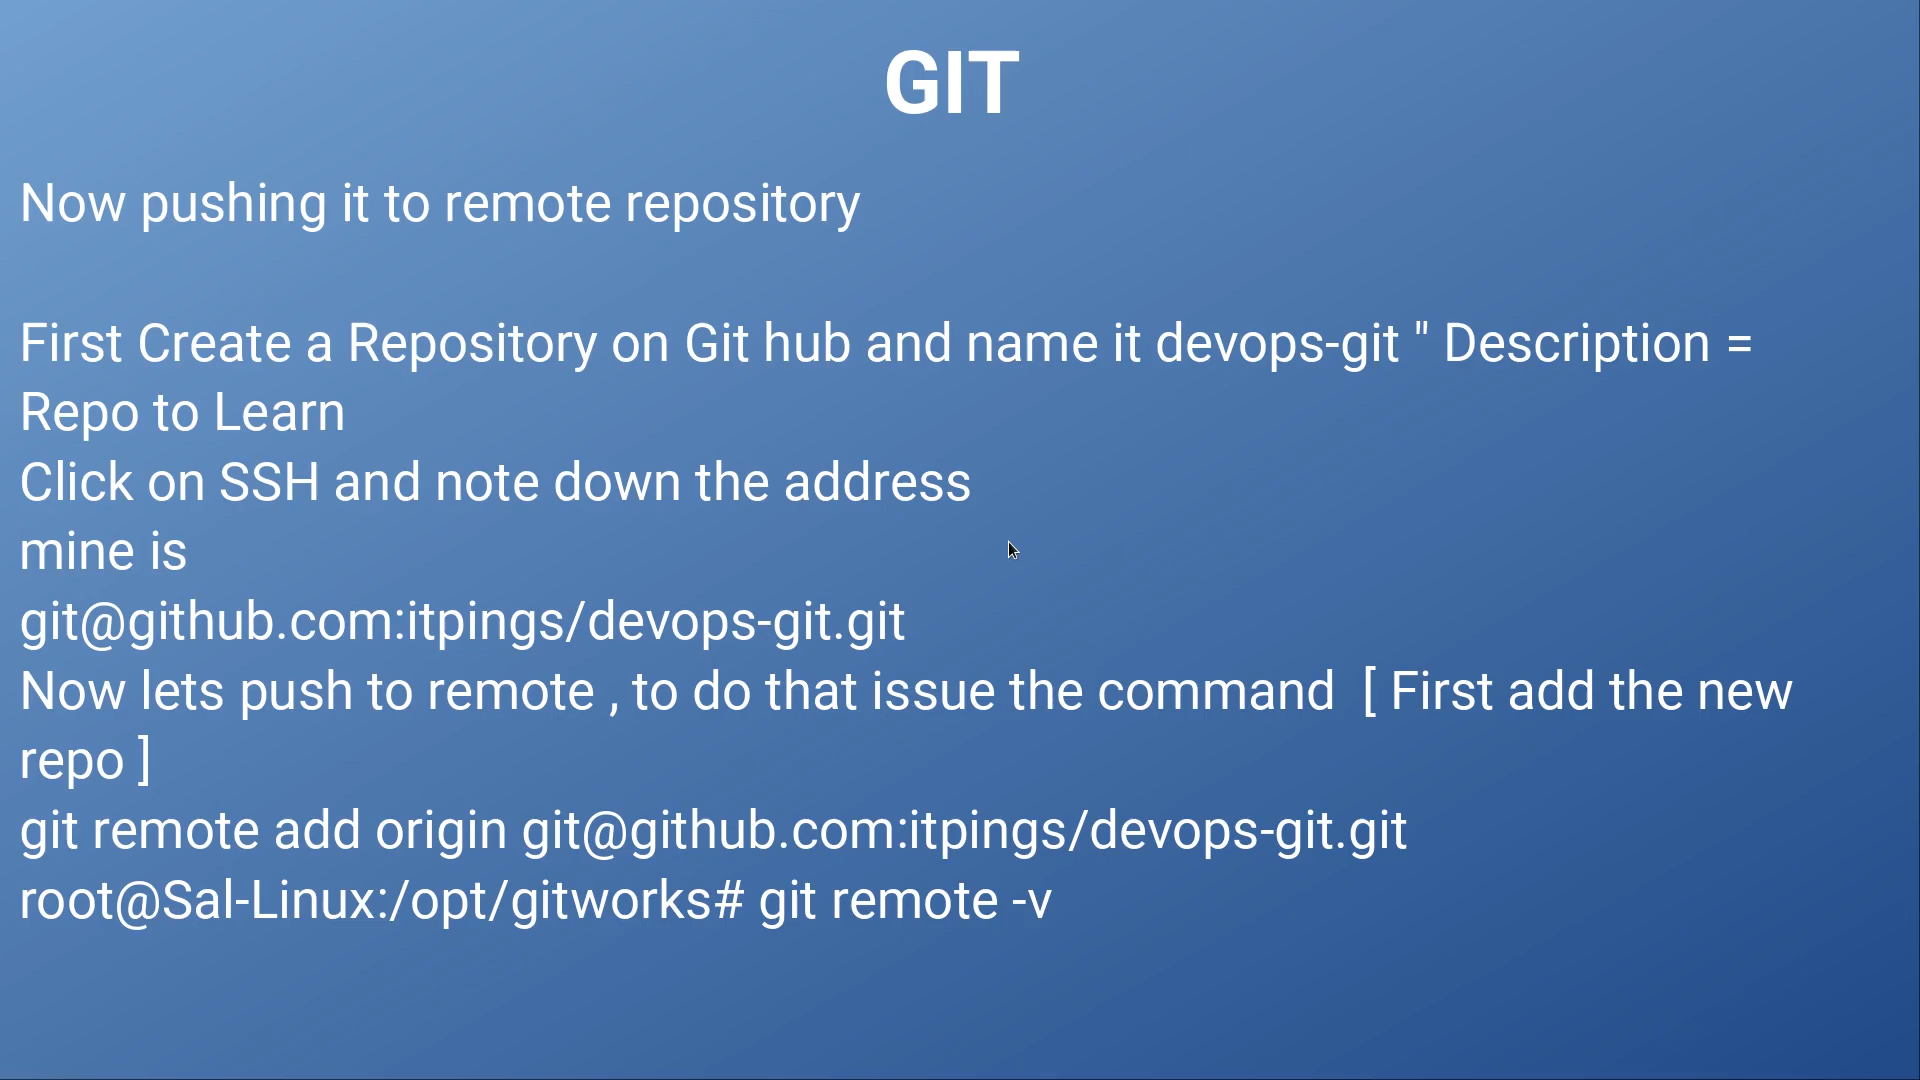 GIT
Now pushing it to remote repository
First Create a Repository on Git hub and name it devops-git " Description =
Repo to Learn
Click on SSH and note down the address
mine is
git@github.com:itpings/devops-git.git
Now lets push to remote , to do that issue the command  [ First add the new
repo ]
git remote add origin git@github.com:itpings/devops-git.git
root@Sal-Linux:/opt/gitworks# git remote -v